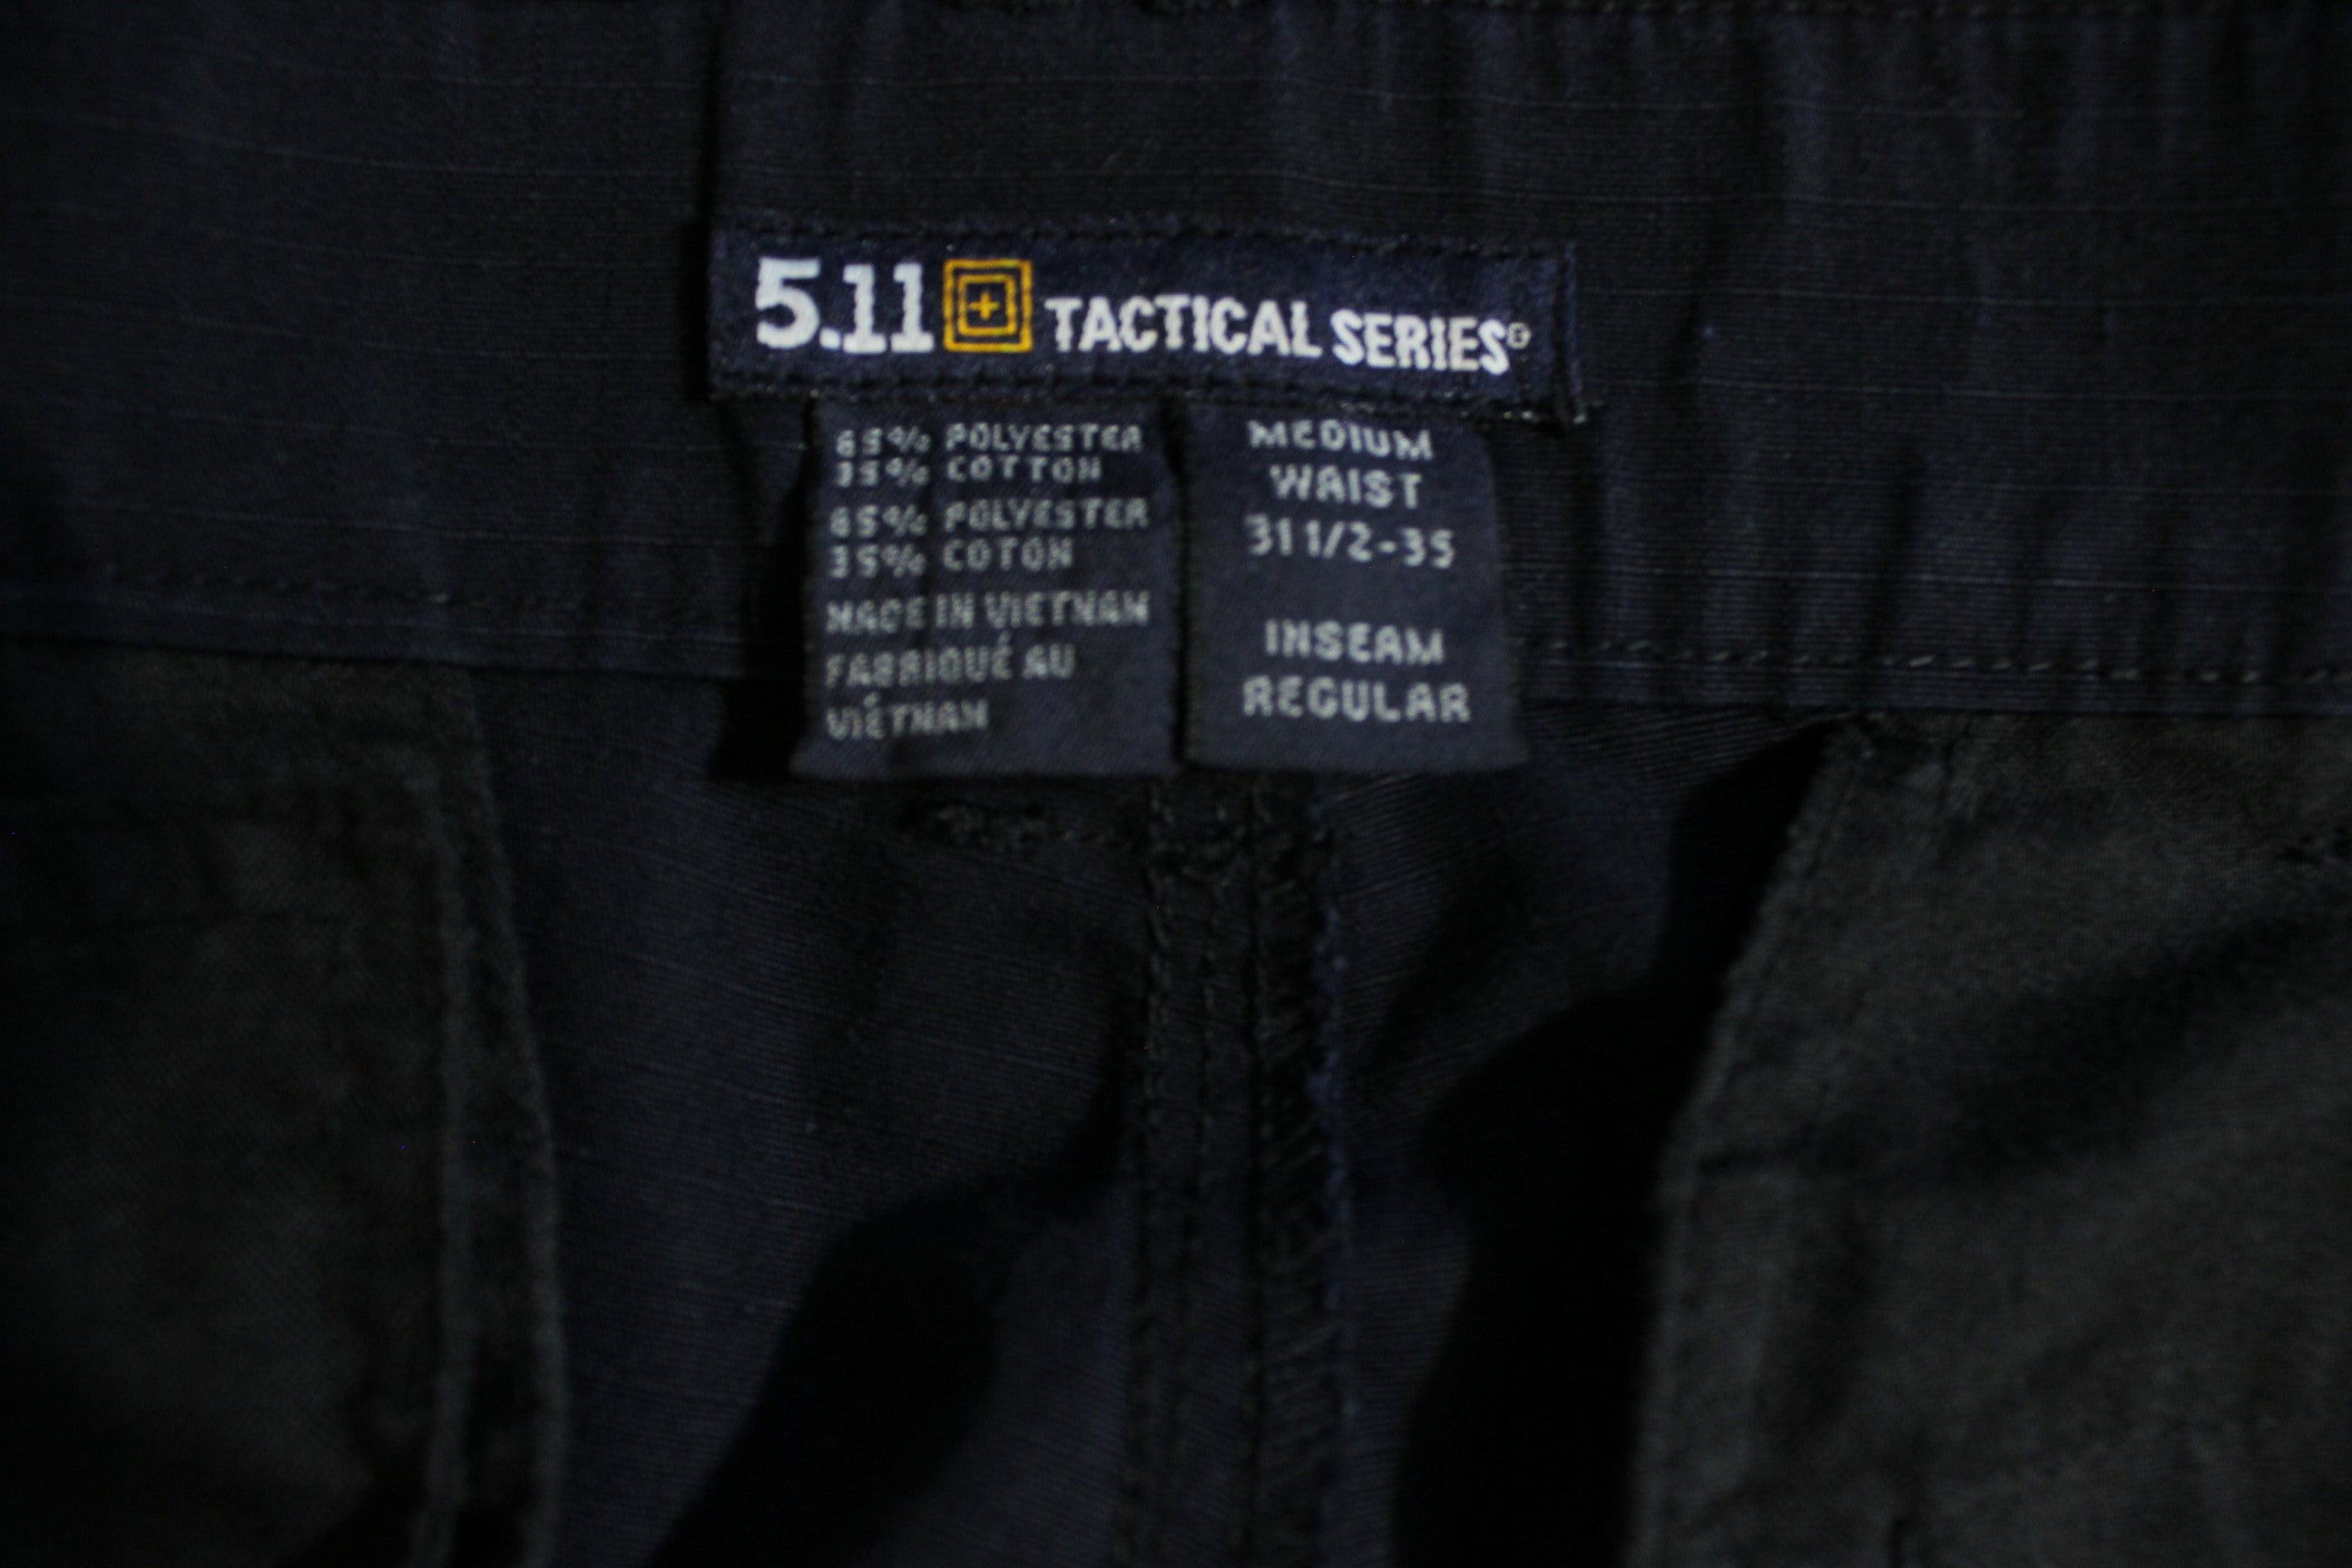 5.11 TACTICAL SERIES®
65% POLYESTER
35% COTTON
65% POLYESTER
35% COTON
MADE IN VIETNAM
FABRIQUÉ AU
VIÊTNAM
MEDIUM
WAIST
31 1/2-35
INSEAM
REGULAR